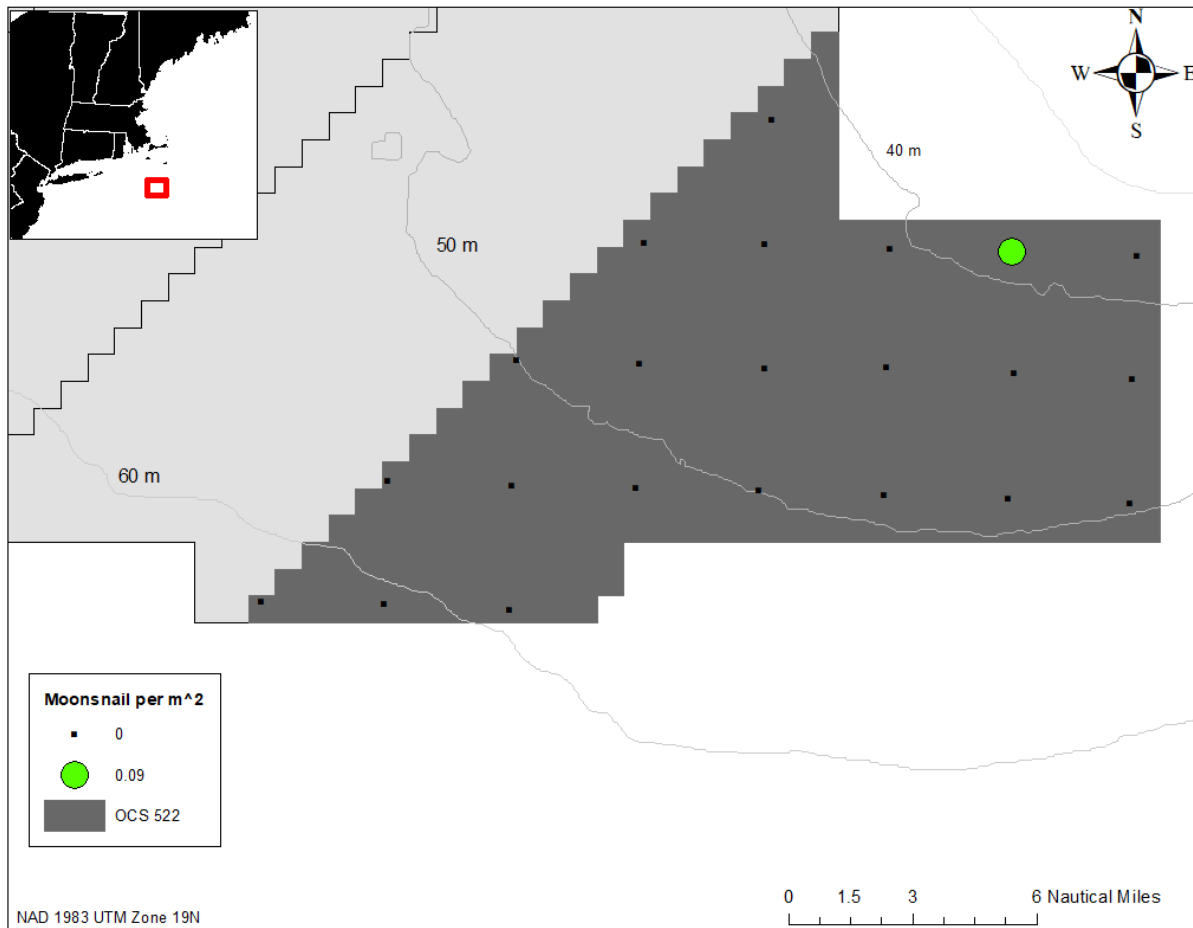 N
W E
S
40 m
50 m
60 m
Moonsnail per m^2
0
0.09
OCS 522
0 1.5 3 6 Nautical Miles
NAD 1983 UTM Zone 19N